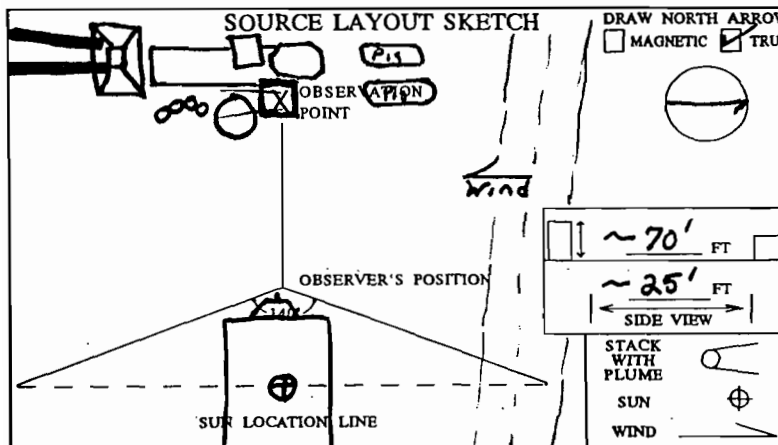 SOURCE LAYOUT SKETCH
DRAW NORTH ARROW
MAGNETIC TRU
Pig
OBSERVATION
Pig
POINT
Wind
~70' FT
OBSERVER'S POSITION
140°
~25' FT
SIDE VIEW
STACK
WITH
PLUME
SUN
SUN LOCATION LINE
WIND